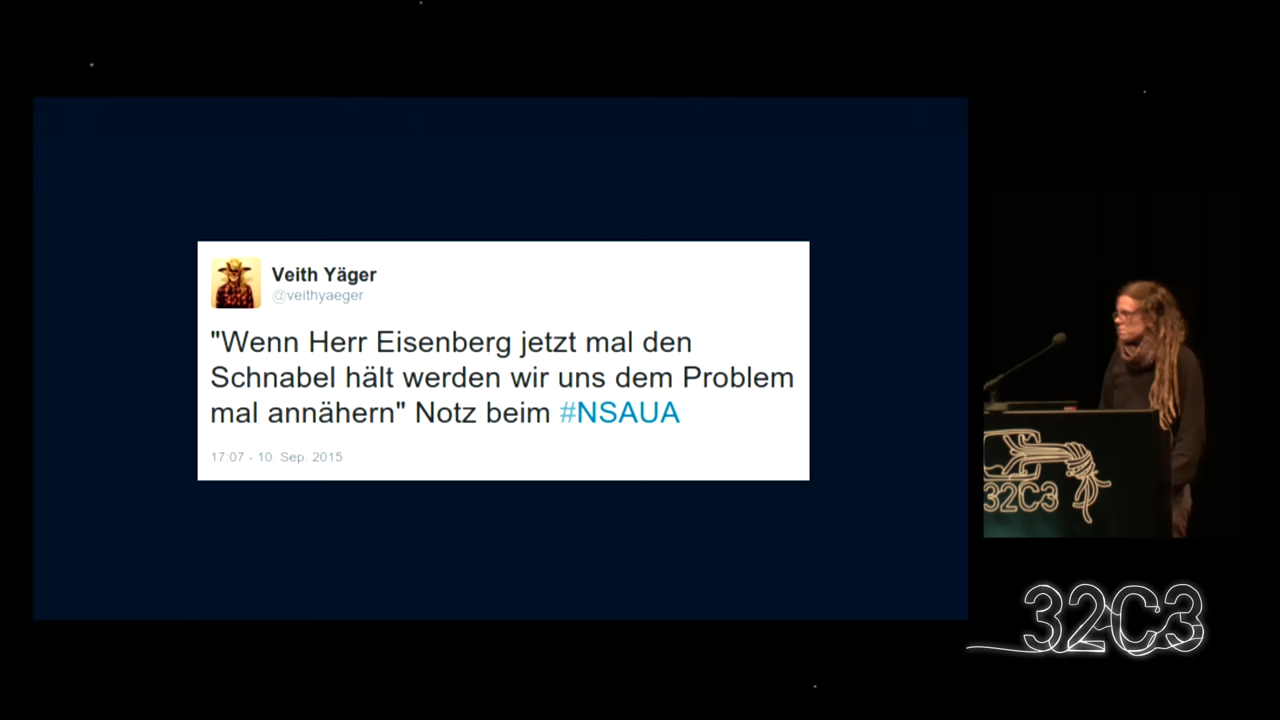 Veith Yäger
@veithyaeger
"Wenn Herr Eisenberg jetzt mal den
Schnabel hält werden wir uns dem Problem
mal annähern" Notz beim #NSAUA
17:07 - 10. Sep. 2015
32C3
32C3